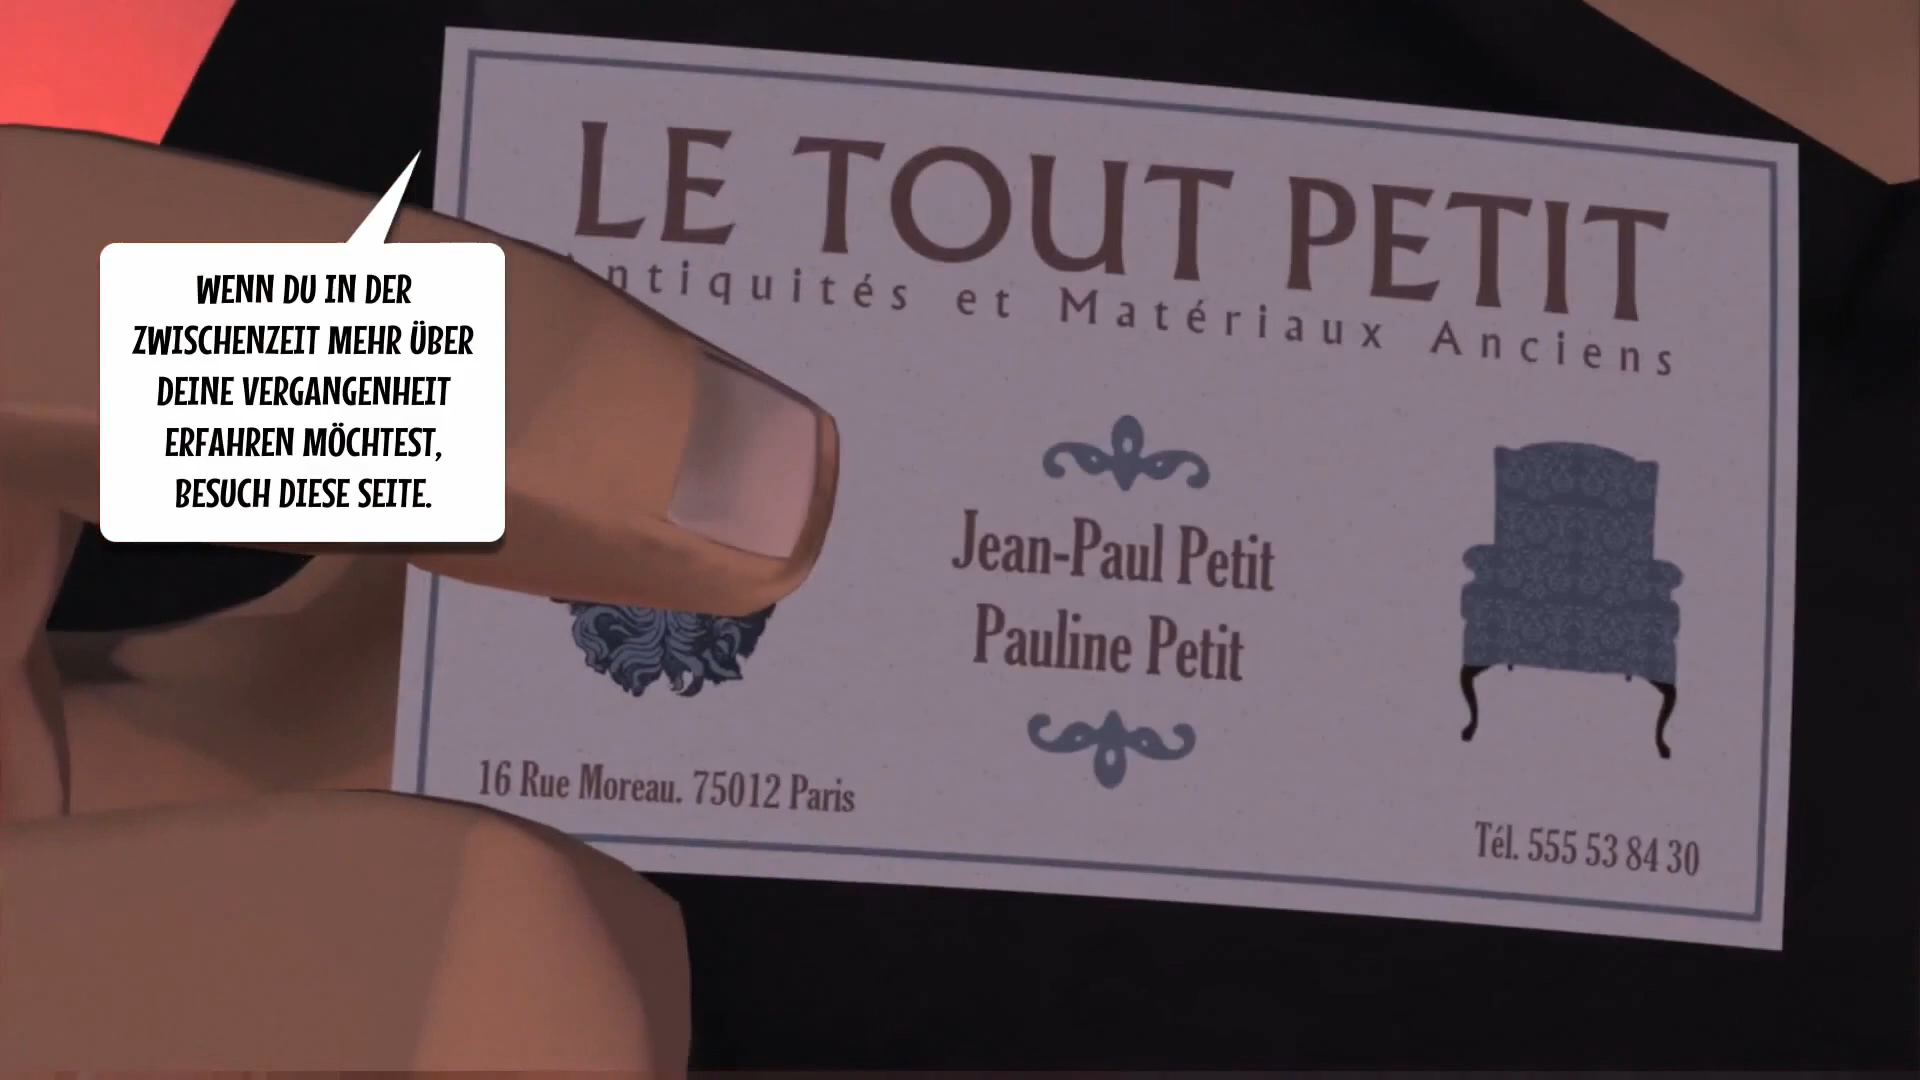 LE TOUT PETIT
Antiquités et Matériaux Anciens
WENN DU IN DER
ZWISCHENZEIT MEHR ÜBER
DEINE VERGANGENHEIT
ERFAHREN MÖCHTEST,
BESUCH DIESE SEITE.
Jean-Paul Petit
Pauline Petit
16 Rue Moreau. 75012 Paris
Tél. 555 53 84 30